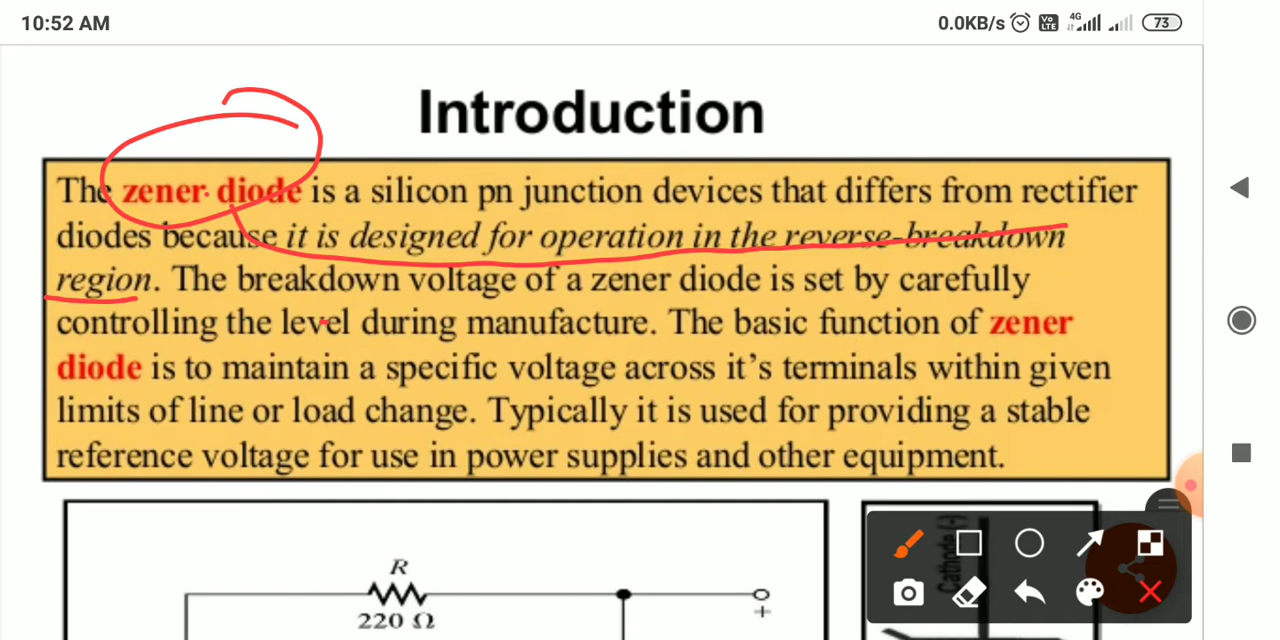 10:52 AM
0.0KB/s Vo LTE 4G 73
Introduction
The zener diode is a silicon pn junction devices that differs from rectifier
diodes because it is designed for operation in the reverse-breakdown
region. The breakdown voltage of a zener diode is set by carefully
controlling the level during manufacture. The basic function of zener
diode is to maintain a specific voltage across it's terminals within given
limits of line or load change. Typically it is used for providing a stable
reference voltage for use in power supplies and other equipment.
R
220 Ω
+
Cathode (-)